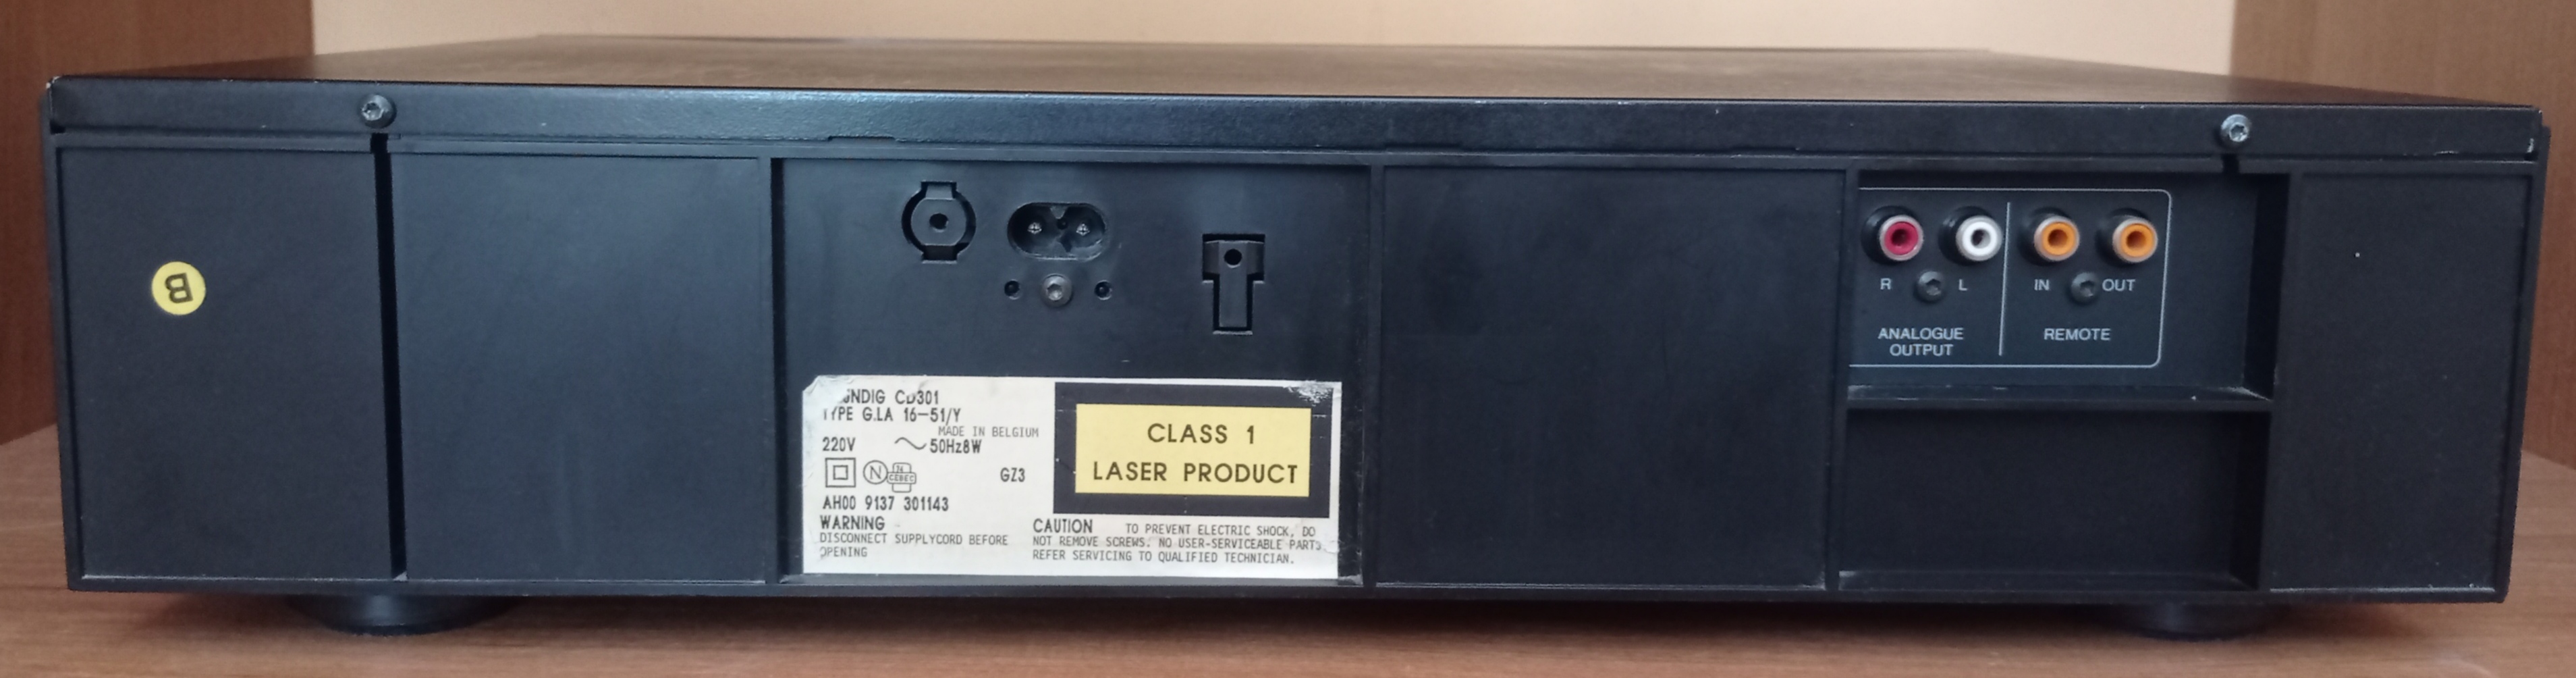 B
R L
IN OUT
ANALOGUE
OUTPUT
REMOTE
UNDIG CD301
TYPE G.LA 16-51/Y
MADE IN BELGIUM
220V ~ 50Hz8W
N CEBEC GZ3
AH00 9137 301143
WARNING
DISCONNECT SUPPLYCORD BEFORE
OPENING
CLASS 1
LASER PRODUCT
CAUTION TO PREVENT ELECTRIC SHOCK, DO
NOT REMOVE SCREWS. NO USER-SERVICEABLE PARTS
REFER SERVICING TO QUALIFIED TECHNICIAN.